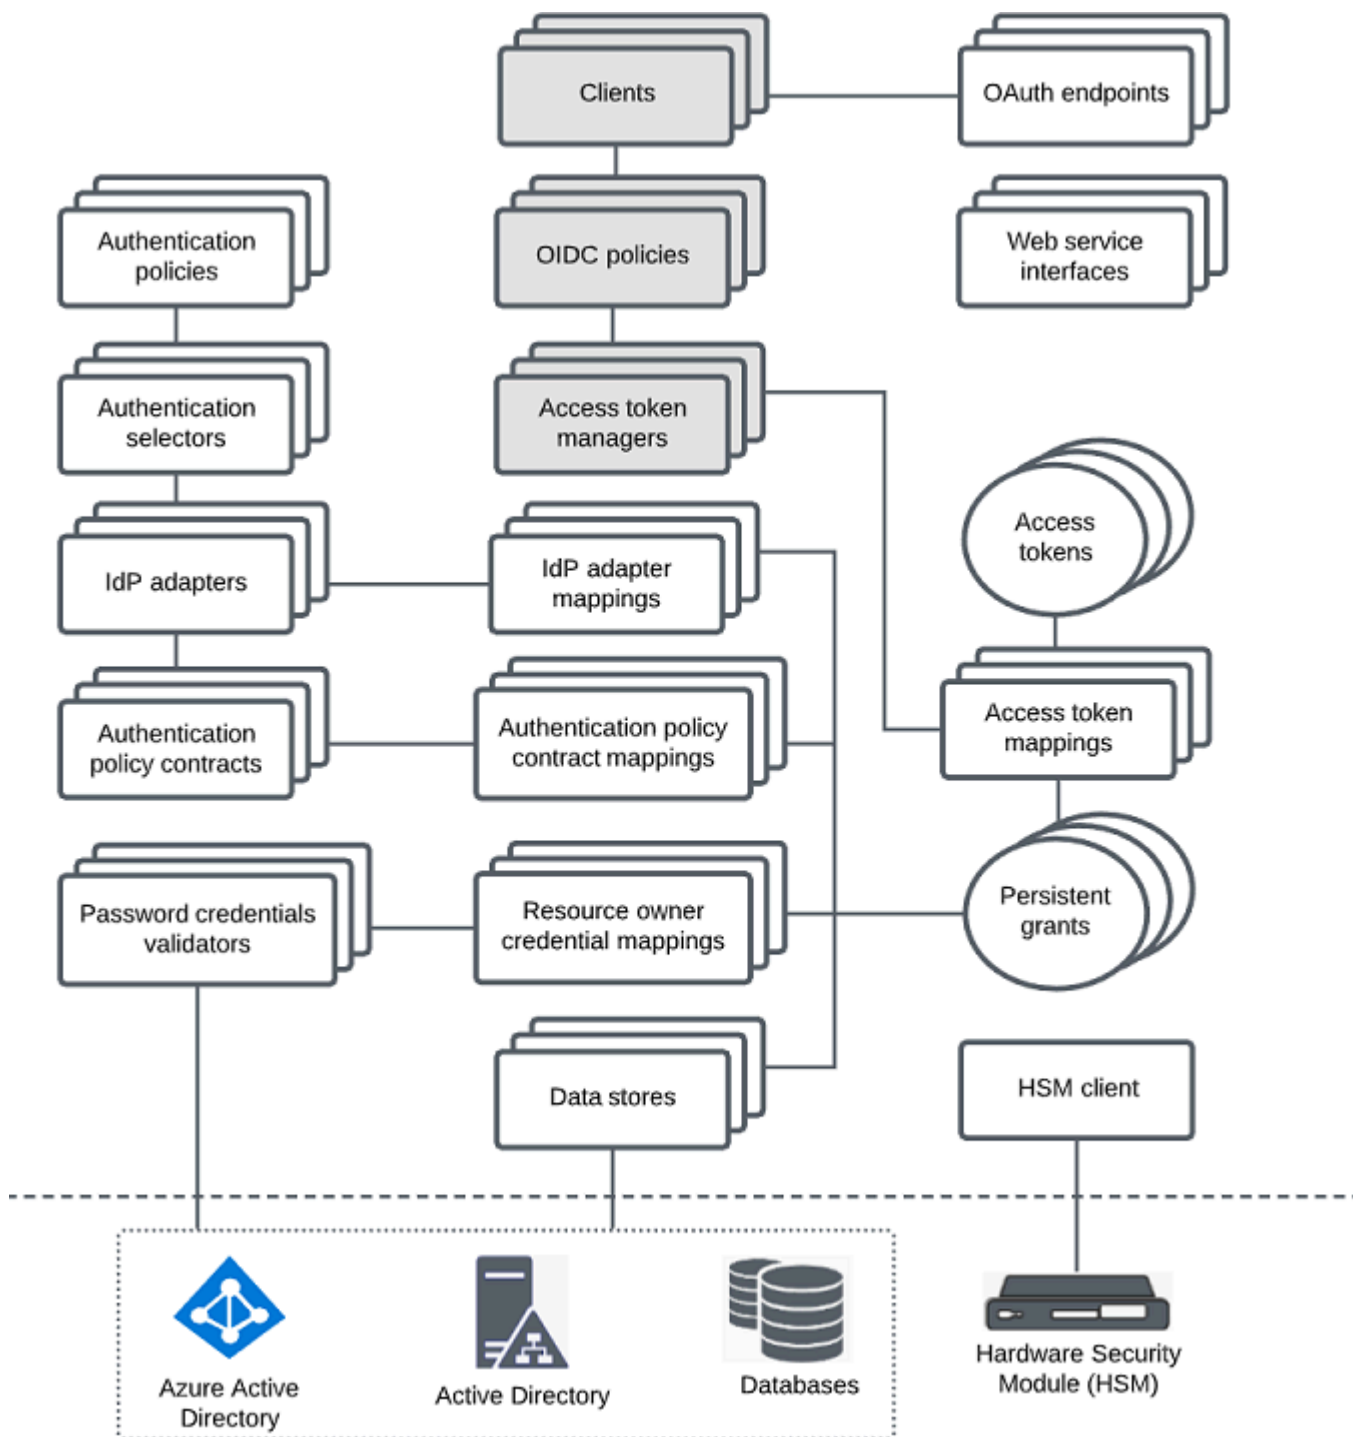 Clients
OAuth endpoints
Authentication
policies
OIDC policies
Web service
interfaces
Authentication
selectors
Access token
managers
Access
tokens
IdP adapters
IdP adapter
mappings
Authentication
policy contracts
Authentication policy
contract mappings
Access token
mappings
Password credentials
validators
Resource owner
credential mappings
Persistent
grants
Data stores
HSM client
Azure Active
Directory
Active Directory
Databases
Hardware Security
Module (HSM)